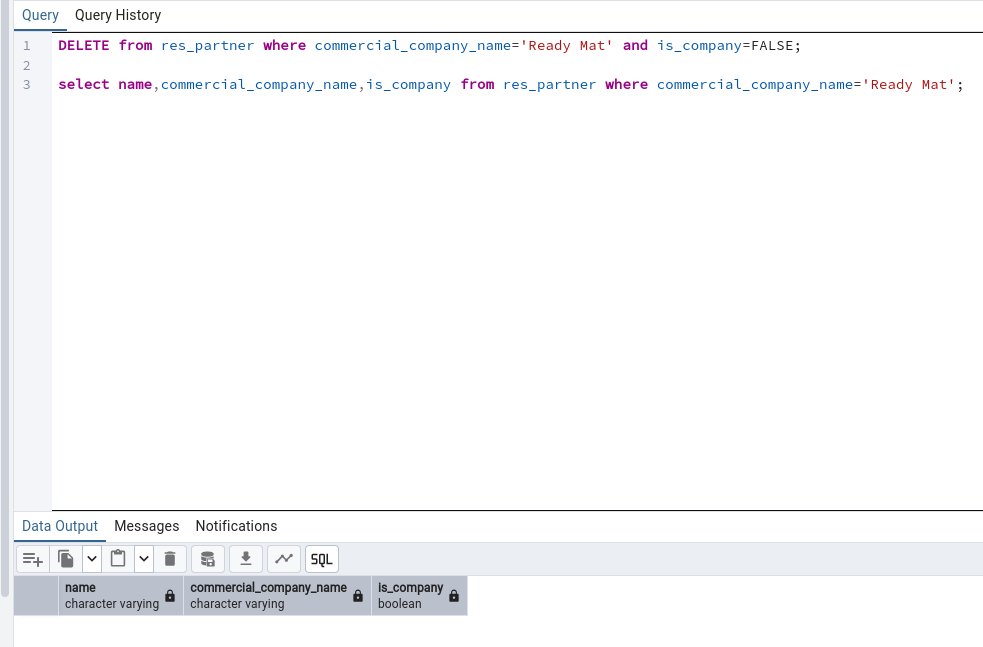 Query Query History
1 DELETE from res_partner where commercial_company_name='Ready Mat' and is_company=FALSE;
2
3 select name,commercial_company_name,is_company from res_partner where commercial_company_name='Ready Mat';
Data Output Messages Notifications
SQL
name commercial_company_name is_company
character varying character varying boolean